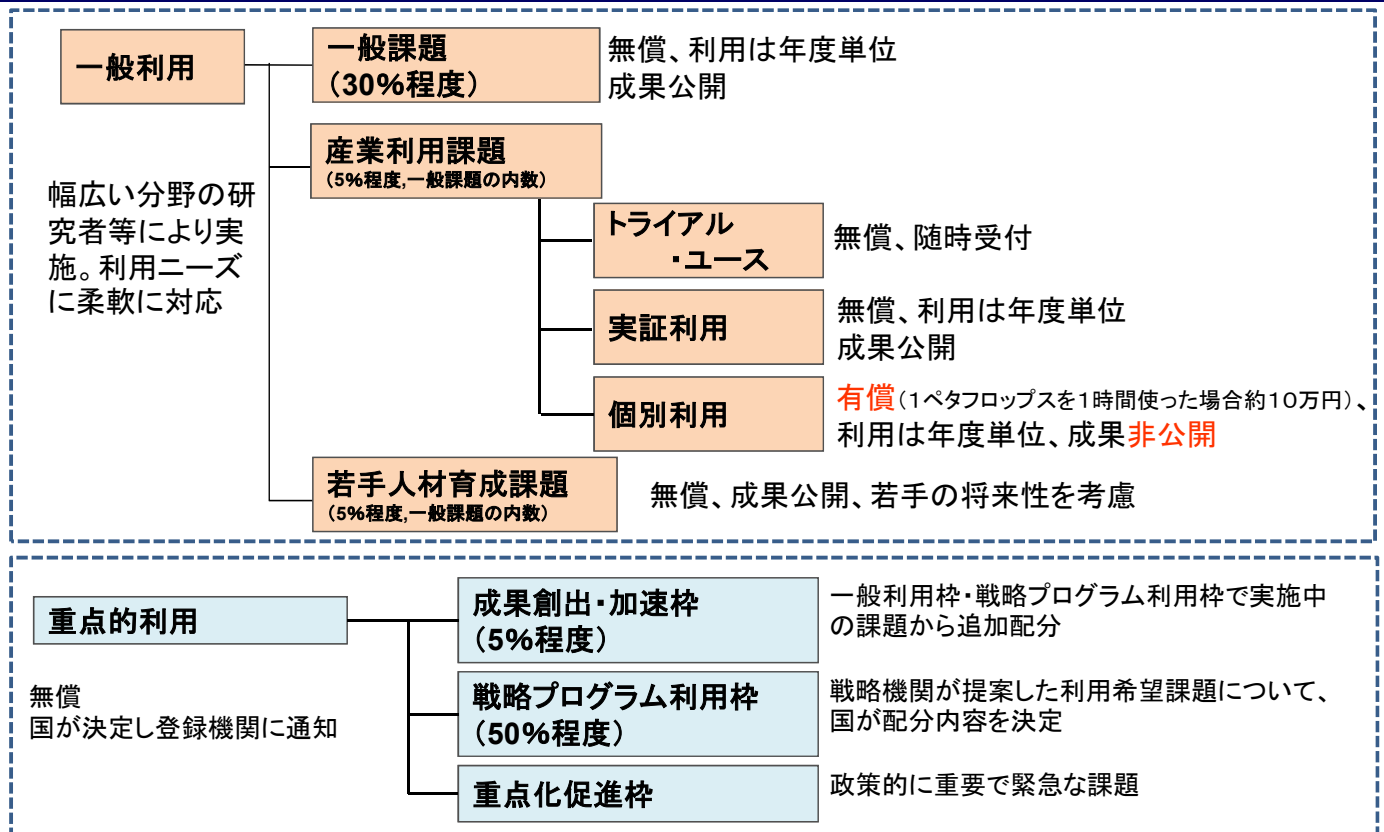 一般利用
一般課題
（30%程度）
無償、利用は年度単位
成果公開
産業利用課題
（5%程度,一般課題の内数）
幅広い分野の研
究者等により実
施。利用ニーズ
に柔軟に対応
トライアル
・ユース
無償、随時受付
実証利用
無償、利用は年度単位
成果公開
個別利用
有償（1ペタフロップスを1時間使った場合約10万円）、
利用は年度単位、成果非公開
若手人材育成課題
（5%程度,一般課題の内数）
無償、成果公開、若手の将来性を考慮
重点的利用
無償
国が決定し登録機関に通知
成果創出・加速枠
（5%程度）
一般利用枠・戦略プログラム利用枠で実施中
の課題から追加配分
戦略プログラム利用枠
（50%程度）
戦略機関が提案した利用希望課題について、
国が配分内容を決定
重点化促進枠
政策的に重要で緊急な課題